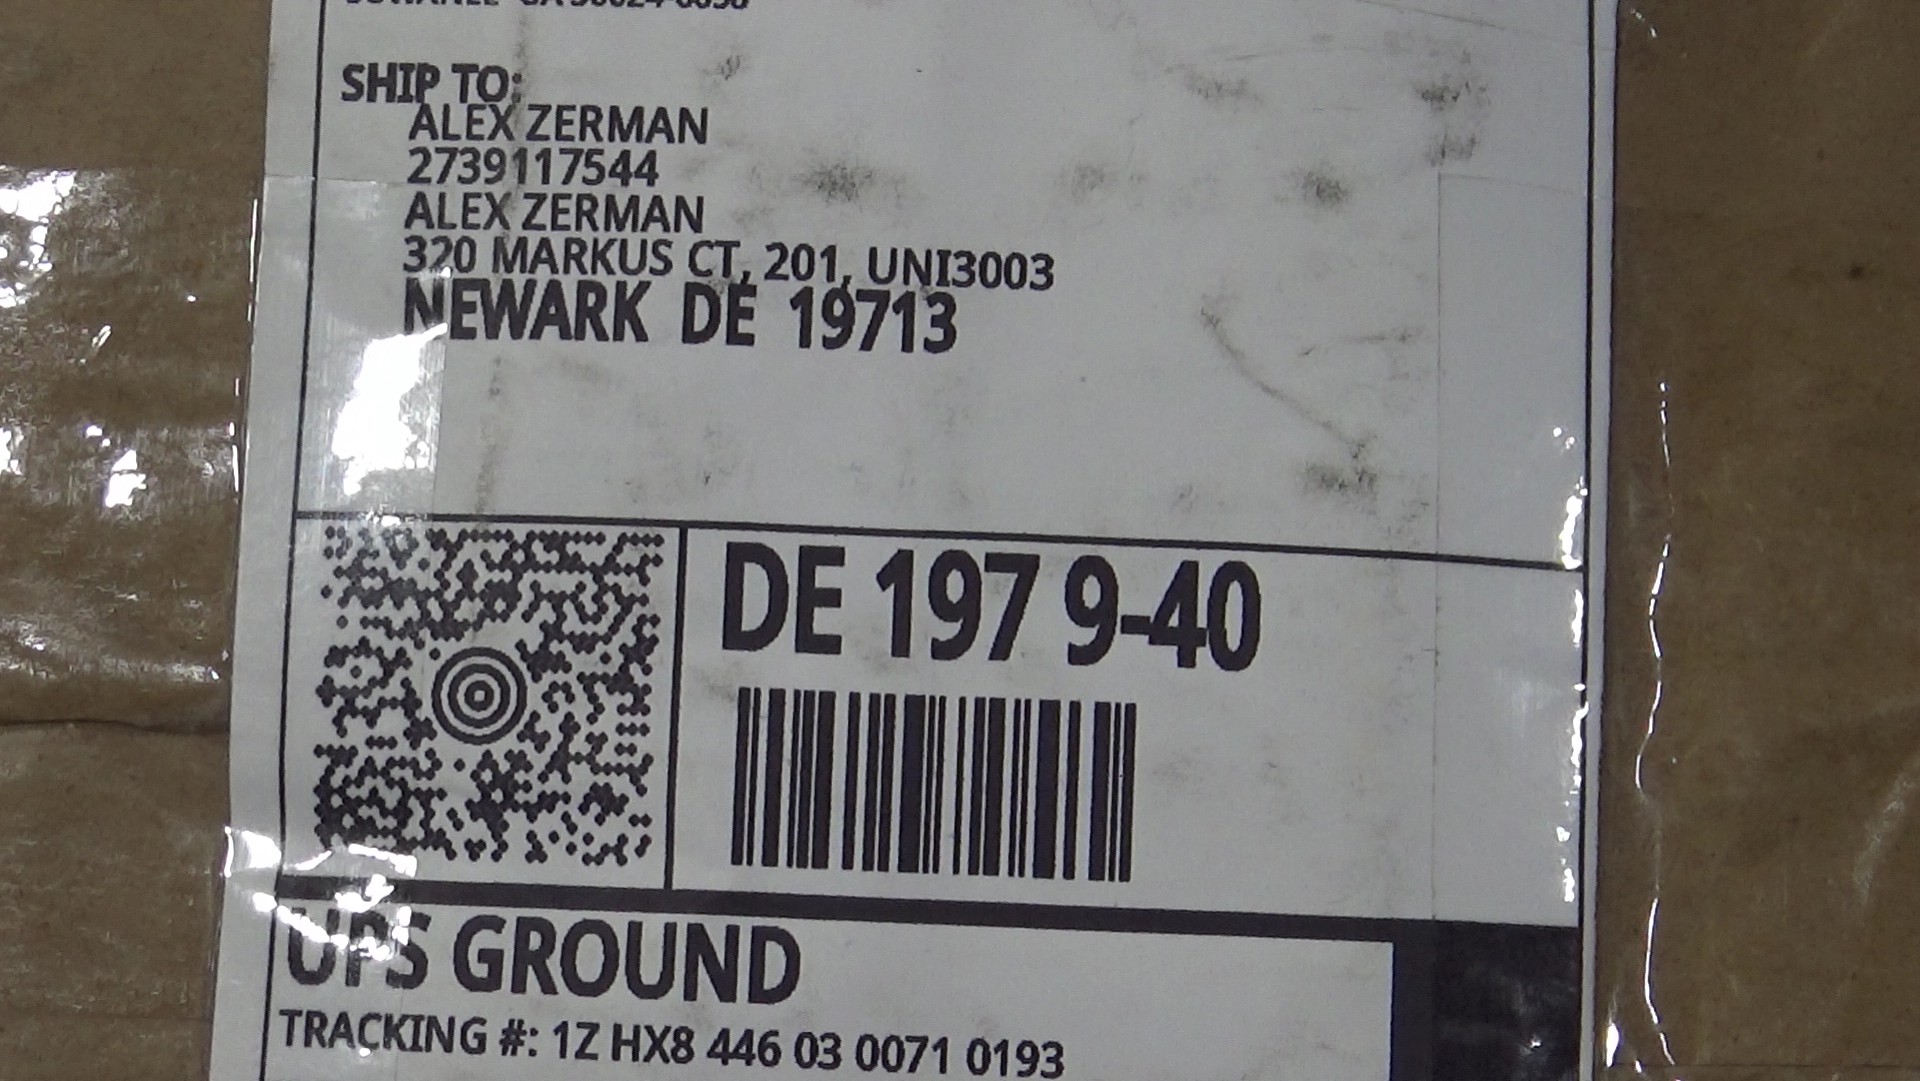 SHIP TO:
ALEX ZERMAN
2739117544
ALEX ZERMAN
320 MARKUS CT, 201, UNI3003
NEWARK DE 19713
DE 197 9-40
UPS GROUND
TRACKING #: 1Z HX8 446 03 0071 0193